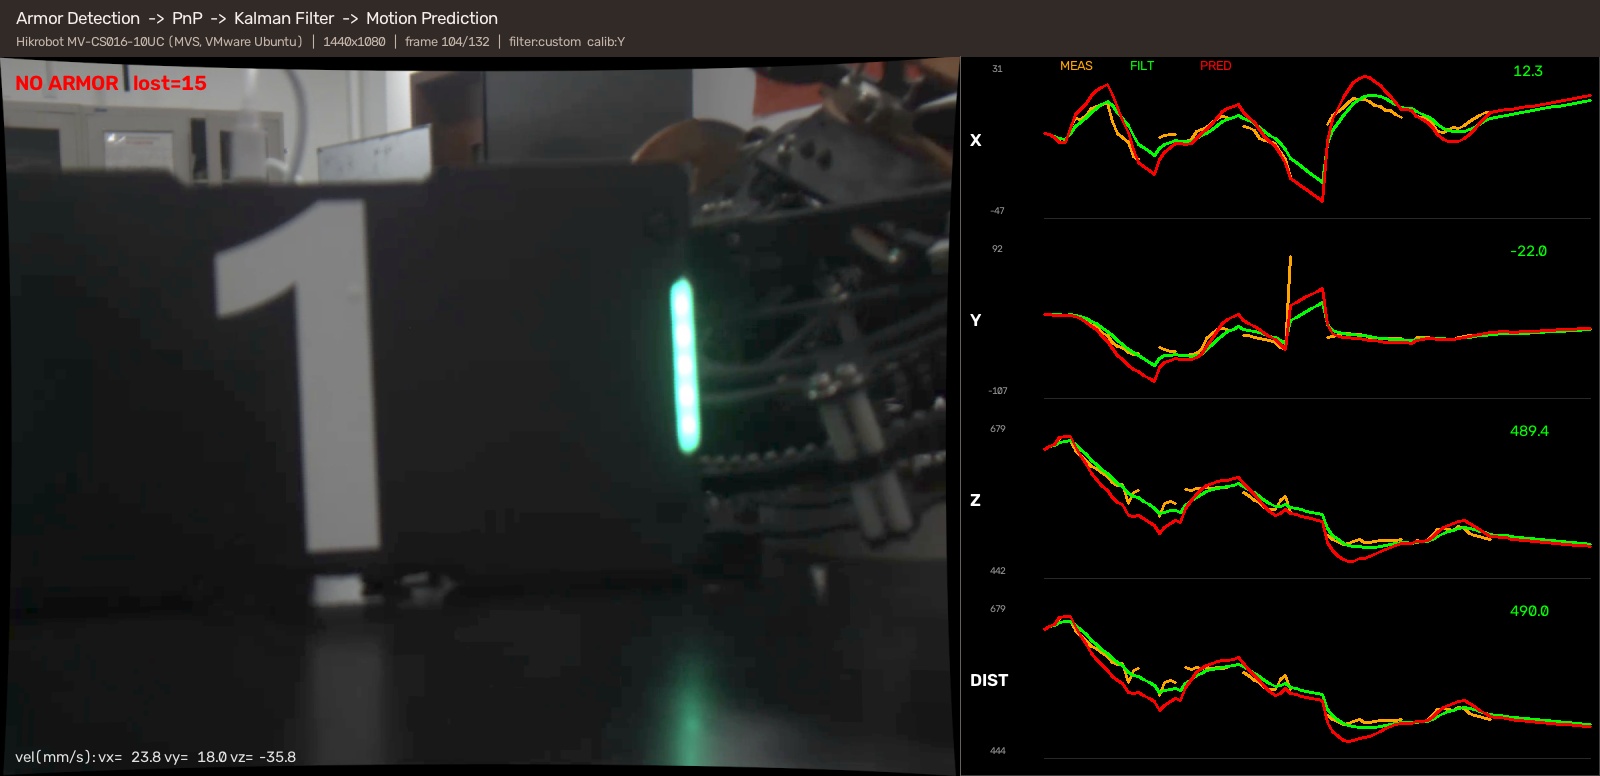 Armor Detection -> PnP -> Kalman Filter -> Motion Prediction
Hikrobot MV-CS016-10UC (MVS, VMware Ubuntu) | 1440x1080 | frame 104/132 | filter:custom calib:Y
NO ARMOR lost=15
1
vel(mm/s): vx= 23.8 vy= 18.0 vz= -35.8
MEAS FILT PRED
31
12.3
X
-47
92
-22.0
Y
-107
679
489.4
Z
442
679
490.0
DIST
444